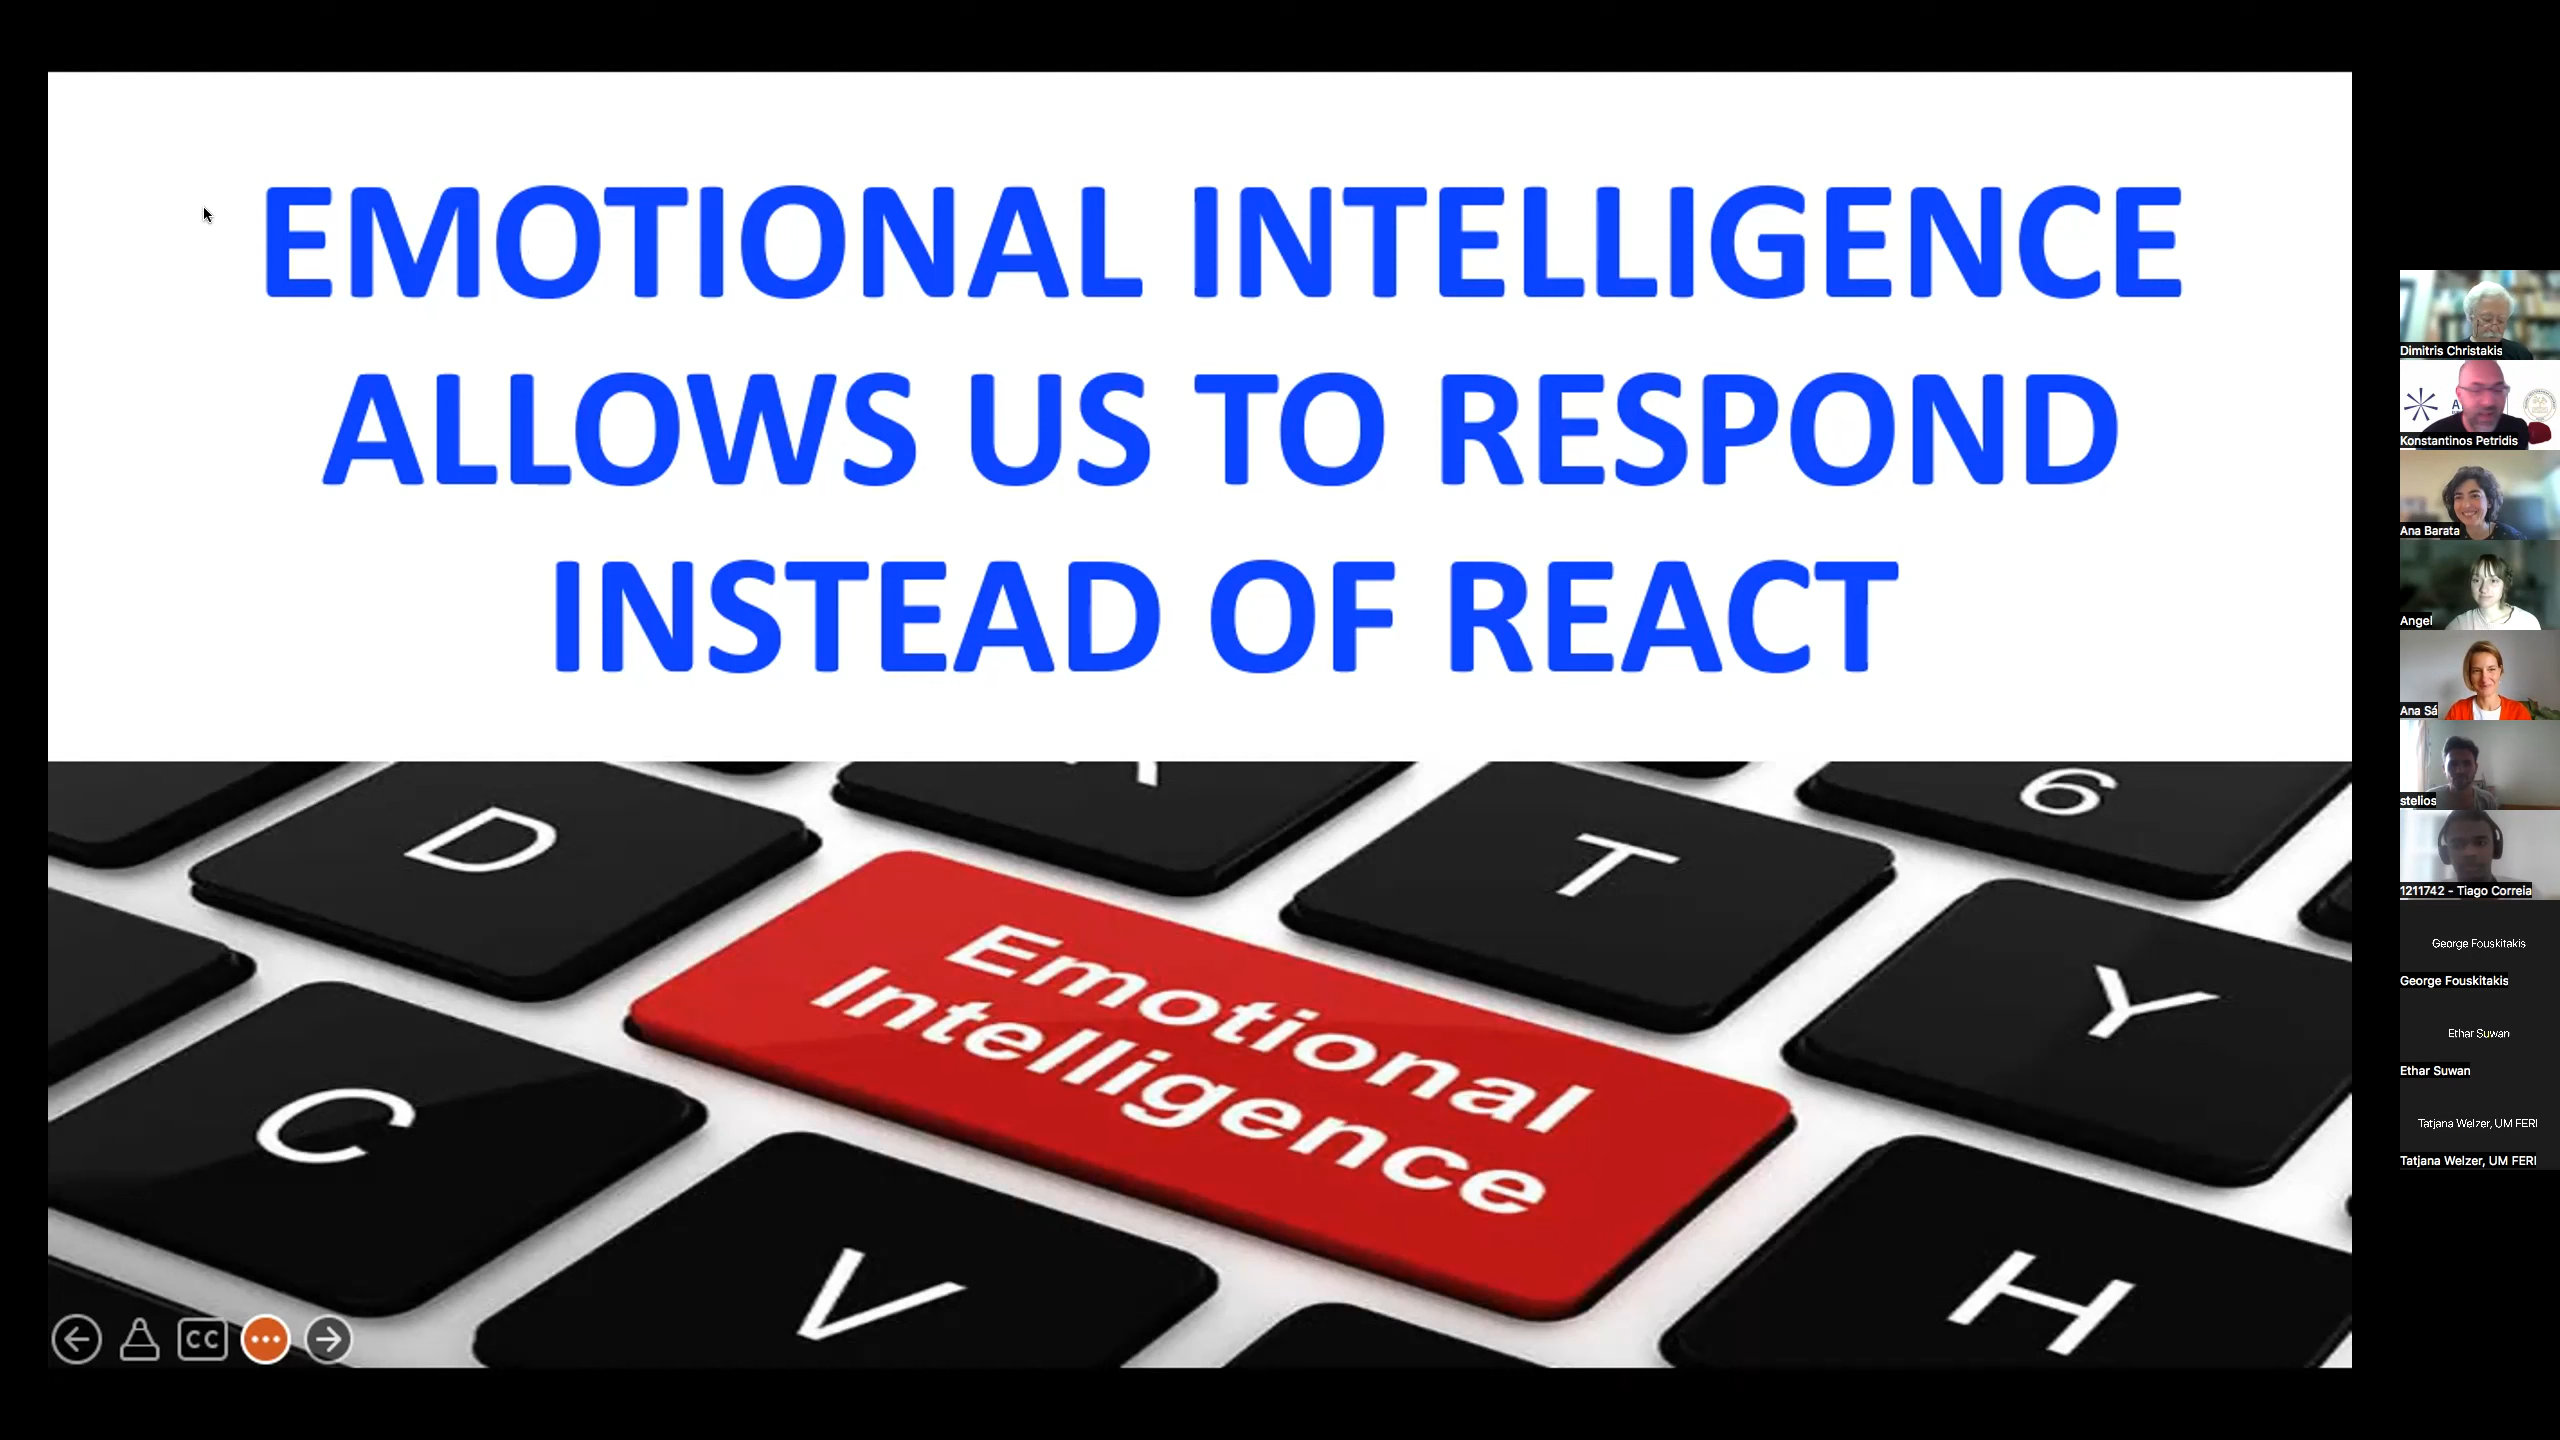 EMOTIONAL INTELLIGENCE
ALLOWS US TO RESPOND
INSTEAD OF REACT
D
T
6
Emotional
Intelligence
Y
C
V
H
CC
Dimitris Christakis
Konstantinos Petridis
Ana Barata
Angel
Ana Sá
stelios
1211742 - Tiago Correia
George Fouskitakis
George Fouskitakis
Ethar Suwan
Ethar Suwan
Tatjana Welzer, UM FERI
Tatjana Welzer, UM FERI